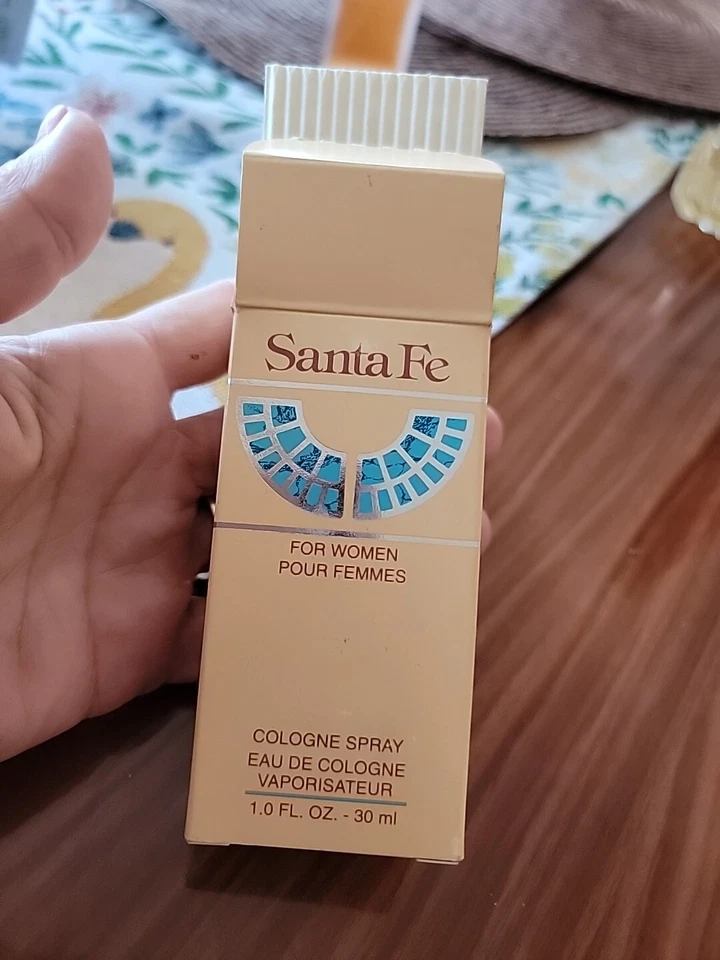 Santa Fe
FOR WOMEN
POUR FEMMES
COLOGNE SPRAY
EAU DE COLOGNE
VAPORISATEUR
1.0 FL. OZ. - 30 ml